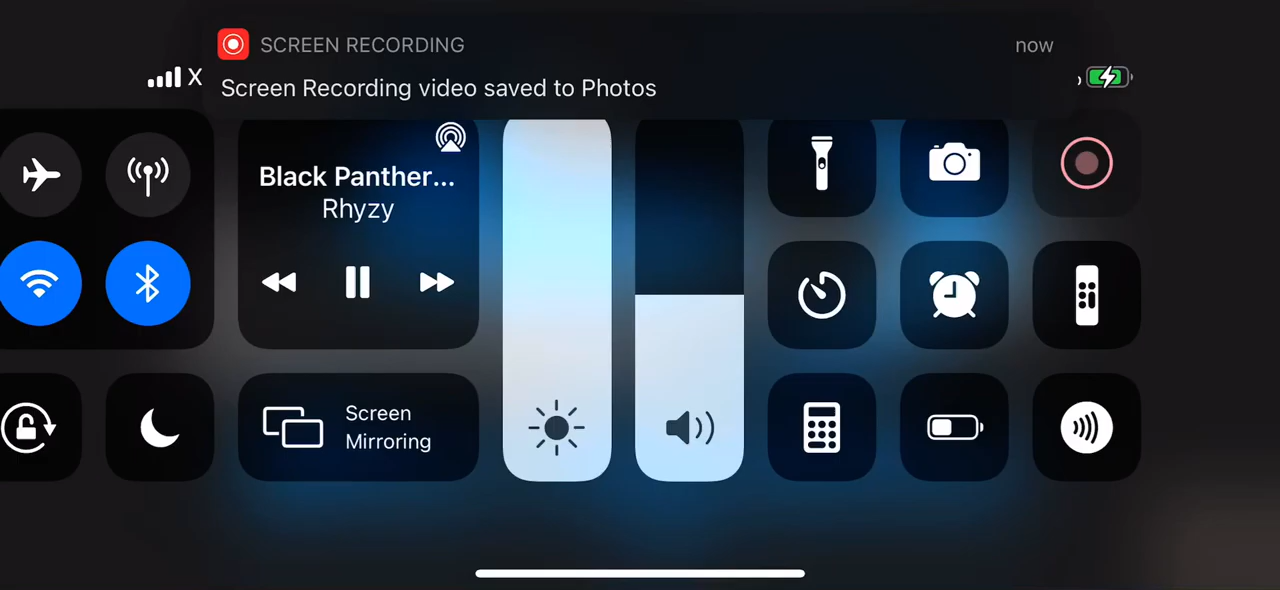 SCREEN RECORDING
now
Screen Recording video saved to Photos
X
Black Panther...
Rhyzy
Screen
Mirroring